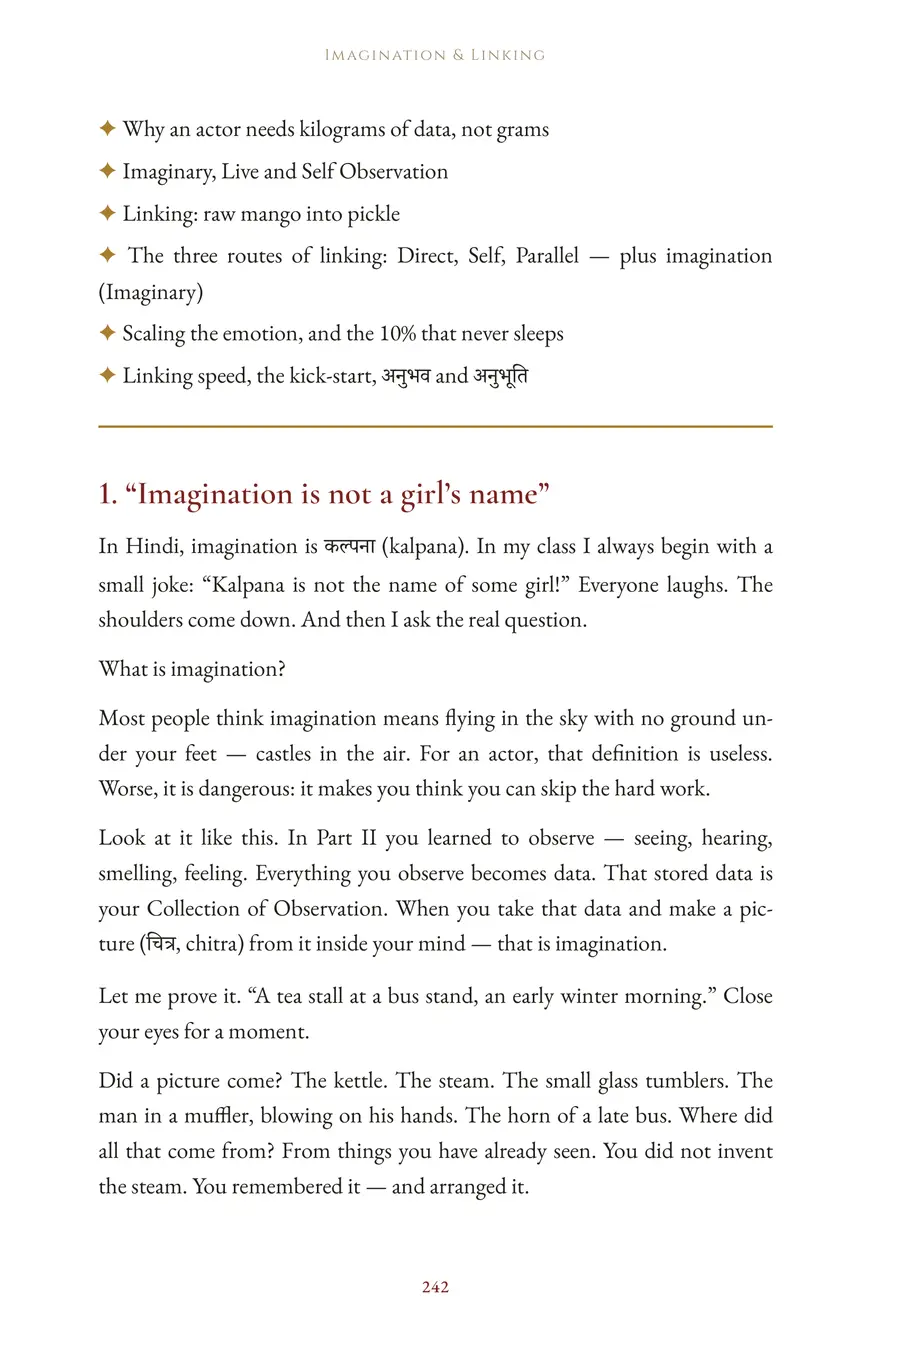 IMAGINATION & LINKING
✦ Why an actor needs kilograms of data, not grams
✦ Imaginary, Live and Self Observation
✦ Linking: raw mango into pickle
✦ The three routes of linking: Direct, Self, Parallel — plus imagination
(Imaginary)
✦ Scaling the emotion, and the 10% that never sleeps
✦ Linking speed, the kick-start, अनुभव and अनुभूति
1. “Imagination is not a girl’s name”
In Hindi, imagination is कल्पना (kalpana). In my class I always begin with a
small joke: “Kalpana is not the name of some girl!” Everyone laughs. The
shoulders come down. And then I ask the real question.
What is imagination?
Most people think imagination means flying in the sky with no ground un-
der your feet — castles in the air. For an actor, that definition is useless.
Worse, it is dangerous: it makes you think you can skip the hard work.
Look at it like this. In Part II you learned to observe — seeing, hearing,
smelling, feeling. Everything you observe becomes data. That stored data is
your Collection of Observation. When you take that data and make a pic-
ture (चित्र, chitra) from it inside your mind — that is imagination.
Let me prove it. “A tea stall at a bus stand, an early winter morning.” Close
your eyes for a moment.
Did a picture come? The kettle. The steam. The small glass tumblers. The
man in a muffler, blowing on his hands. The horn of a late bus. Where did
all that come from? From things you have already seen. You did not invent
the steam. You remembered it — and arranged it.
242